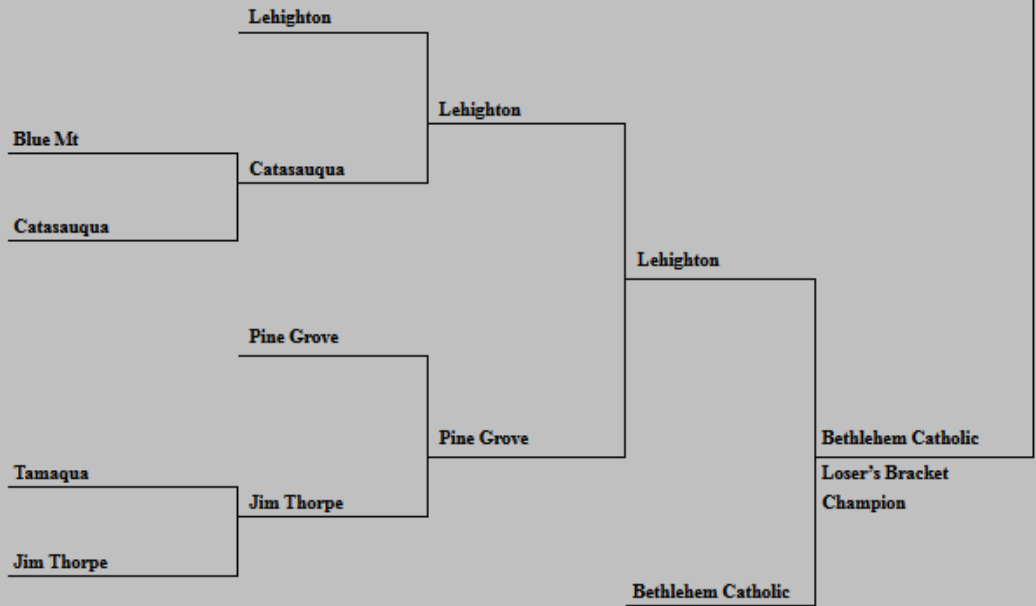 Lehighton
Lehighton
Blue Mt
Catasauqua
Catasauqua
Lehighton
Pine Grove
Pine Grove
Bethlehem Catholic
Tamaqua
Loser's Bracket
Jim Thorpe
Champion
Jim Thorpe
Bethlehem Catholic